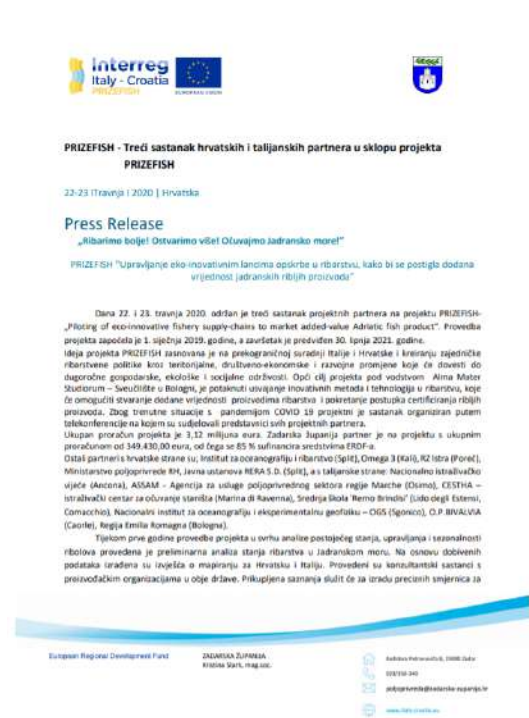 Interreg
Italy - Croatia
PRIZEFISH
EUROPEAN UNION
PRIZEFISH - Treći sastanak hrvatskih i talijanskih partnera u sklopu projekta
PRIZEFISH
22-23 |Travnja | 2020 | Hrvatska
Press Release
„Ribarimo bolje! Ostvarimo više! Očuvajmo Jadransko more!"
PRIZEFISH "Upravljanje eko-inovativnim lancima opskrbe u ribarstvu, kako bi se postigla dodana
vrijednost jadranskih ribljih proizvoda"
Dana 22. i 23. travnja 2020. održan je treći sastanak projektnih partnera na projektu PRIZEFISH-
„Piloting of eco-innovative fishery supply-chains to market added-value Adriatic fish product". Provedba
projekta započela je 1. siječnja 2019. godine, a završetak je predviđen 30. lipnja 2021. godine.
Ideja projekta PRIZEFISH zasnovana je na prekograničnoj suradnji Italije i Hrvatske i kreiranju zajedničke
ribarstvene politike kroz teritorijalne, društveno-ekonomske i razvojne promjene koje će dovesti do
dugoročne gospodarske, ekološke i socijalne održivosti. Opći cilj projekta pod vodstvom Alma Mater
Studiorum – Sveučilište u Bologni, je potaknuti usvajanje inovativnih metoda i tehnologija u ribarstvu, koje
će omogućiti stvaranje dodane vrijednosti proizvodima ribarstva i pokretanje postupka certificiranja ribljih
proizvoda. Zbog trenutne situacije s pandemijom COVID 19 projektni je sastanak organiziran putem
telekonferencije na kojem su sudjelovali predstavnici svih projektnih partnera.
Ukupan proračun projekta je 3,12 milijuna eura. Zadarska županija partner je na projektu s ukupnim
proračunom od 349.430,00 eura, od čega se 85 % sufinancira sredstvima ERDF-a.
Ostali partneri s hrvatske strane su; Institut za oceanografiju i ribarstvo (Split), Omega 3 (Kali), RZ Istra (Poreč),
Ministarstvo poljoprivrede RH, Javna ustanova RERA S.D. (Split), a s talijanske strane: Nacionalno istraživačko
vijeće (Ancona), ASSAM - Agencija za usluge poljoprivrednog sektora regije Marche (Osimo), CESTHA –
istraživački centar za očuvanje staništa (Marina di Ravenna), Srednja škola 'Remo Brindisi' (Lido degli Estensi,
Comacchio), Nacionalni institut za oceanografiju i eksperimentalnu geofiziku – OGS (Sgonico), O.P. BIVALVIA
(Caorle), Regija Emilia Romagna (Bologna).
Tijekom prve godine provedbe projekta u svrhu analize postojećeg stanja, upravljanja i sezonalnosti
ribolova provedena je preliminarna analiza stanja ribarstva u Jadranskom moru. Na osnovu dobivenih
podataka izrađena su izvješća o mapiranju za Hrvatsku i Italiju. Provedeni su konzultantski sastanci s
proizvođačkim organizacijama u obje države. Prikupljena saznanja služit će za izradu preciznih smjernica za
European Regional Development Fund
ZADARSKA ŽUPANIJA
Kristina Škarn, mag.soc.
poljoprivreda@zadarska-zupanija.hr
www.italy-croatia.eu